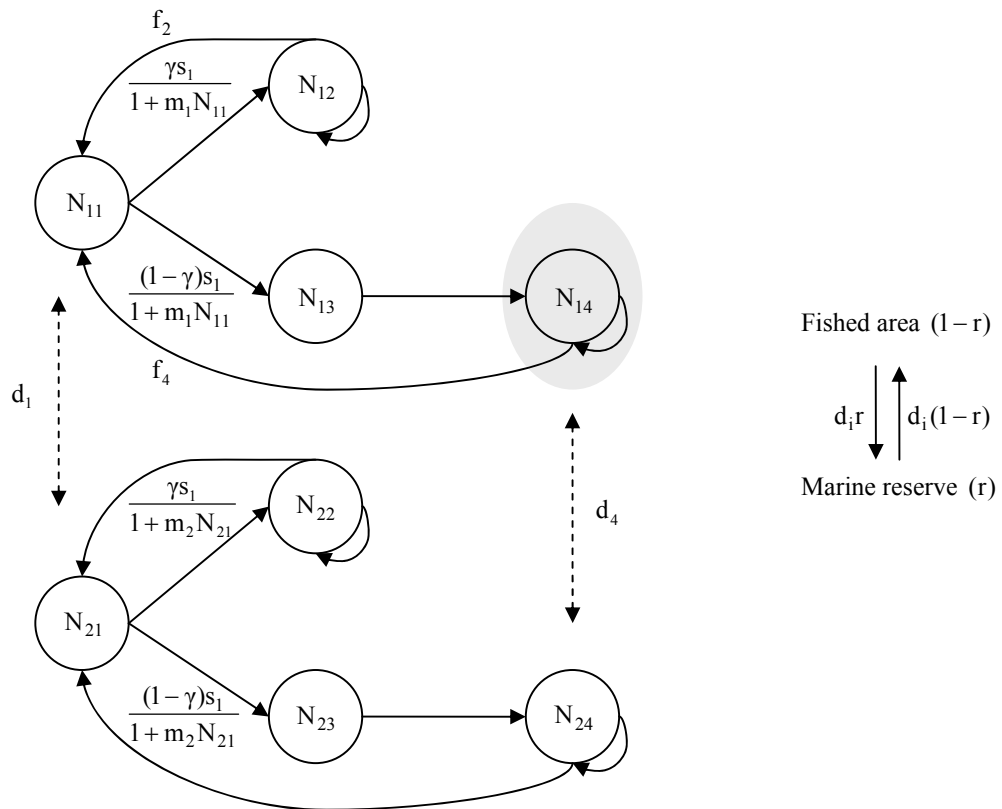 f₂
γs₁
1 + m₁N₁₁
N₁₂
N₁₁
(1 − γ)s₁
1 + m₁N₁₁
N₁₃
N₁₄
f₄
d₁
Fished area (1 − r)
dᵢr
dᵢ(1 − r)
Marine reserve (r)
γs₁
1 + m₂N₂₁
N₂₂
d₄
N₂₁
(1 − γ)s₁
1 + m₂N₂₁
N₂₃
N₂₄